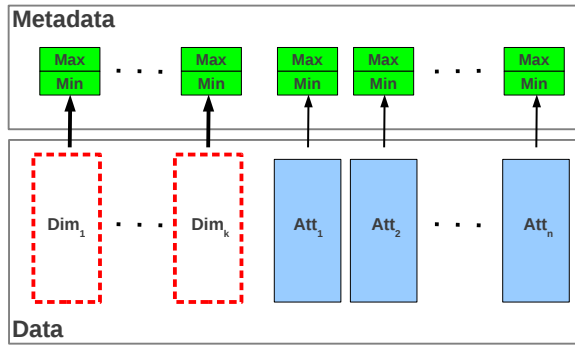 Metadata
Max Max Max Max Max
. . . . . .
Min Min Min Min Min
Dim1 . . . Dimk Att1 Att2 . . . Attn
Data